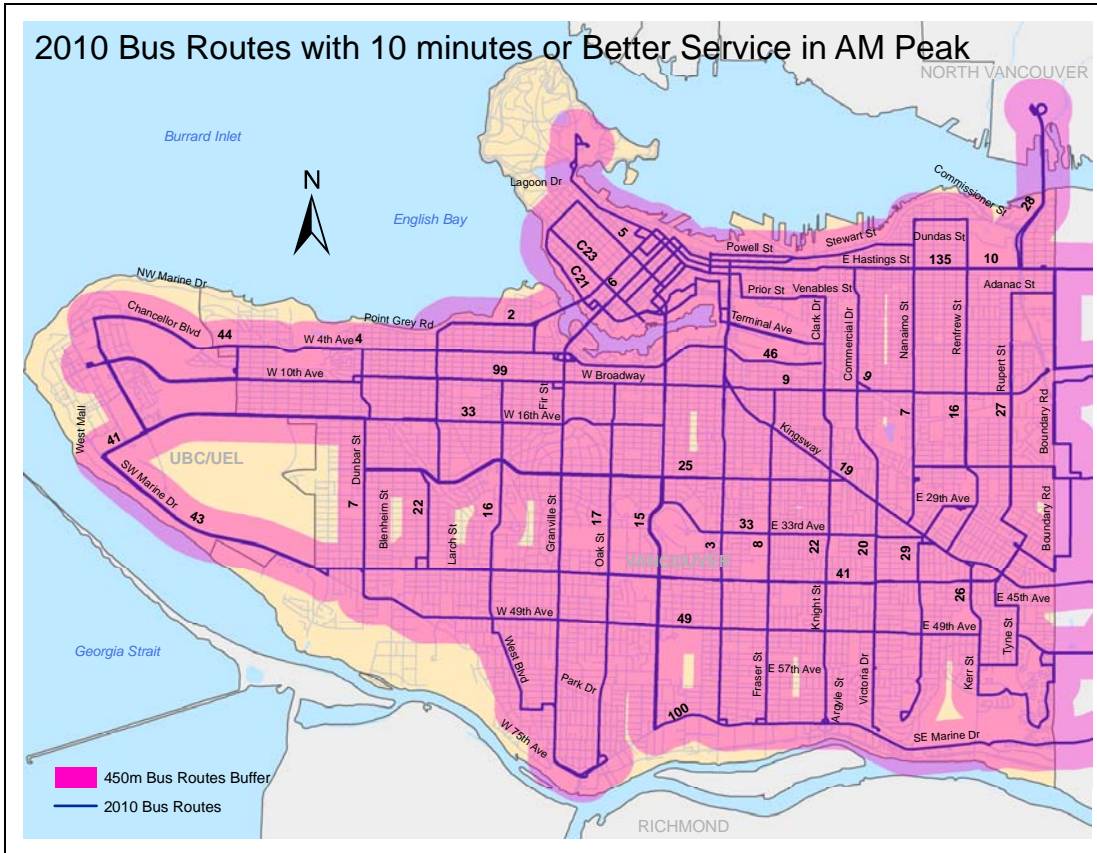 2010 Bus Routes with 10 minutes or Better Service in AM Peak
NORTH VANCOUVER
Burrard Inlet
N
English Bay
Lagoon Dr
Commissioner St
28
5
C23
C21
6
Powell St
Stewart St
Dundas St
E Hastings St
135
10
Prior St
Venables St
Adanac St
NW Marine Dr
Chancellor Blvd
44
Point Grey Rd
2
W 4th Ave
4
Terminal Ave
Clark Dr
Commercial Dr
Nanaimo St
Renfrew St
Rupert St
46
W 10th Ave
99
W Broadway
9
9
Fir St
33
W 16th Ave
7
16
27
Boundary Rd
West Mall
41
UBC/UEL
Kingsway
19
25
SW Marine Dr
43
7
Dunbar St
Blenheim St
22
Larch St
16
Granville St
17
Oak St
15
E 29th Ave
Boundary Rd
33
E 33rd Ave
3
8
22
20
29
VANCOUVER
41
Knight St
26
E 45th Ave
W 49th Ave
49
E 49th Ave
Tyne St
Georgia Strait
West Blvd
Fraser St
E 57th Ave
Kerr St
Park Dr
Argyle St
Victoria Dr
100
W 75th Ave
SE Marine Dr
450m Bus Routes Buffer
2010 Bus Routes
RICHMOND